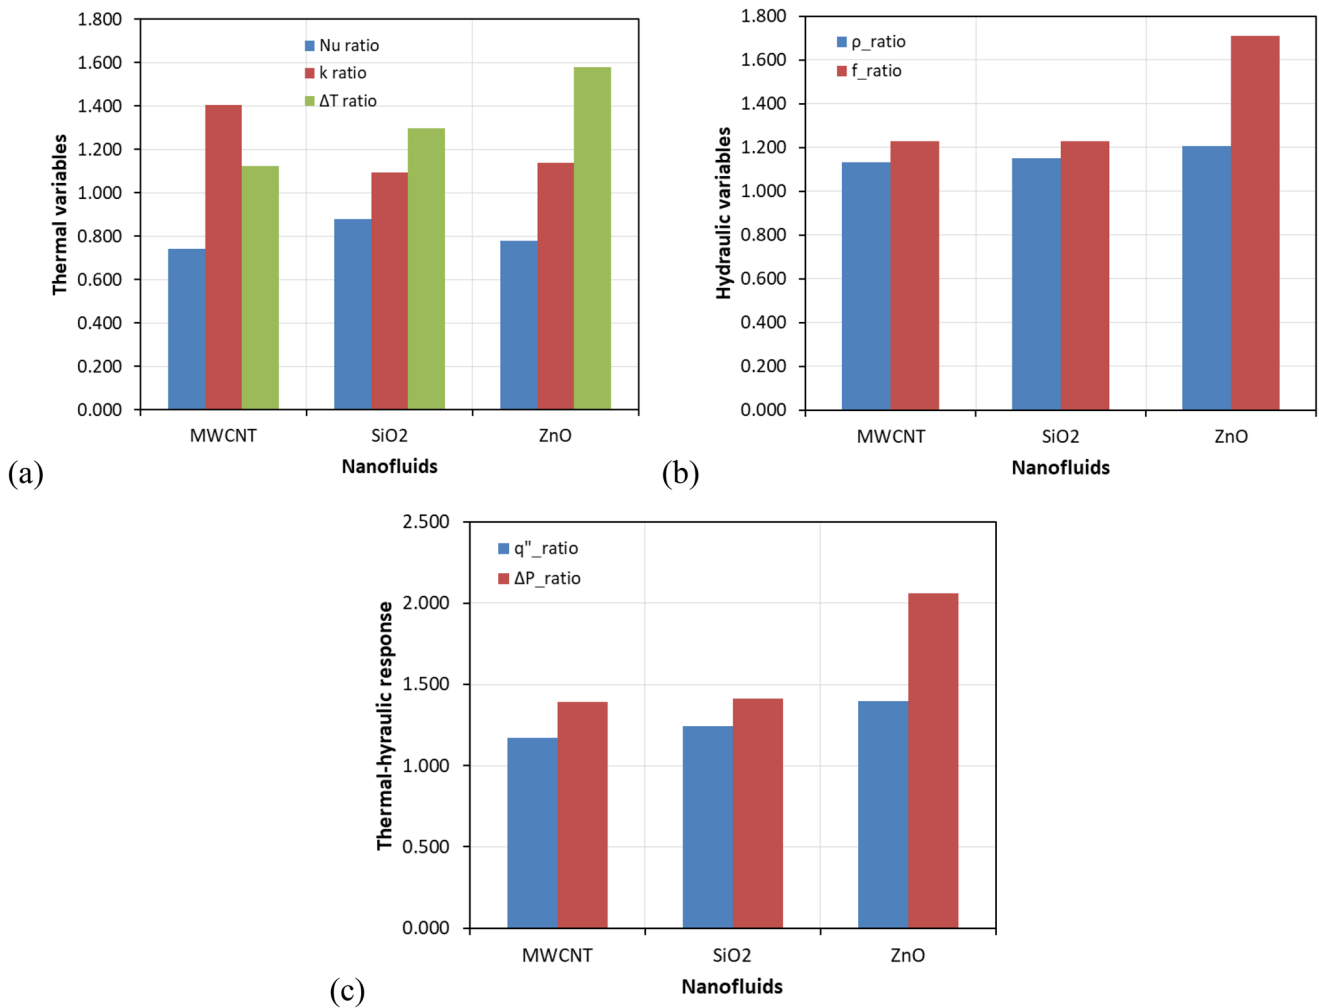 1.800
1.600
1.400
1.200
1.000
0.800
0.600
0.400
0.200
0.000
Thermal variables
Nu ratio
k ratio
ΔT ratio
MWCNT SiO2 ZnO
Nanofluids
(a)
1.800
1.600
1.400
1.200
1.000
0.800
0.600
0.400
0.200
0.000
Hydraulic variables
ρ_ratio
f_ratio
MWCNT SiO2 ZnO
Nanofluids
(b)
2.500
2.000
1.500
1.000
0.500
0.000
Thermal-hyraulic response
q"_ratio
ΔP_ratio
MWCNT SiO2 ZnO
Nanofluids
(c)